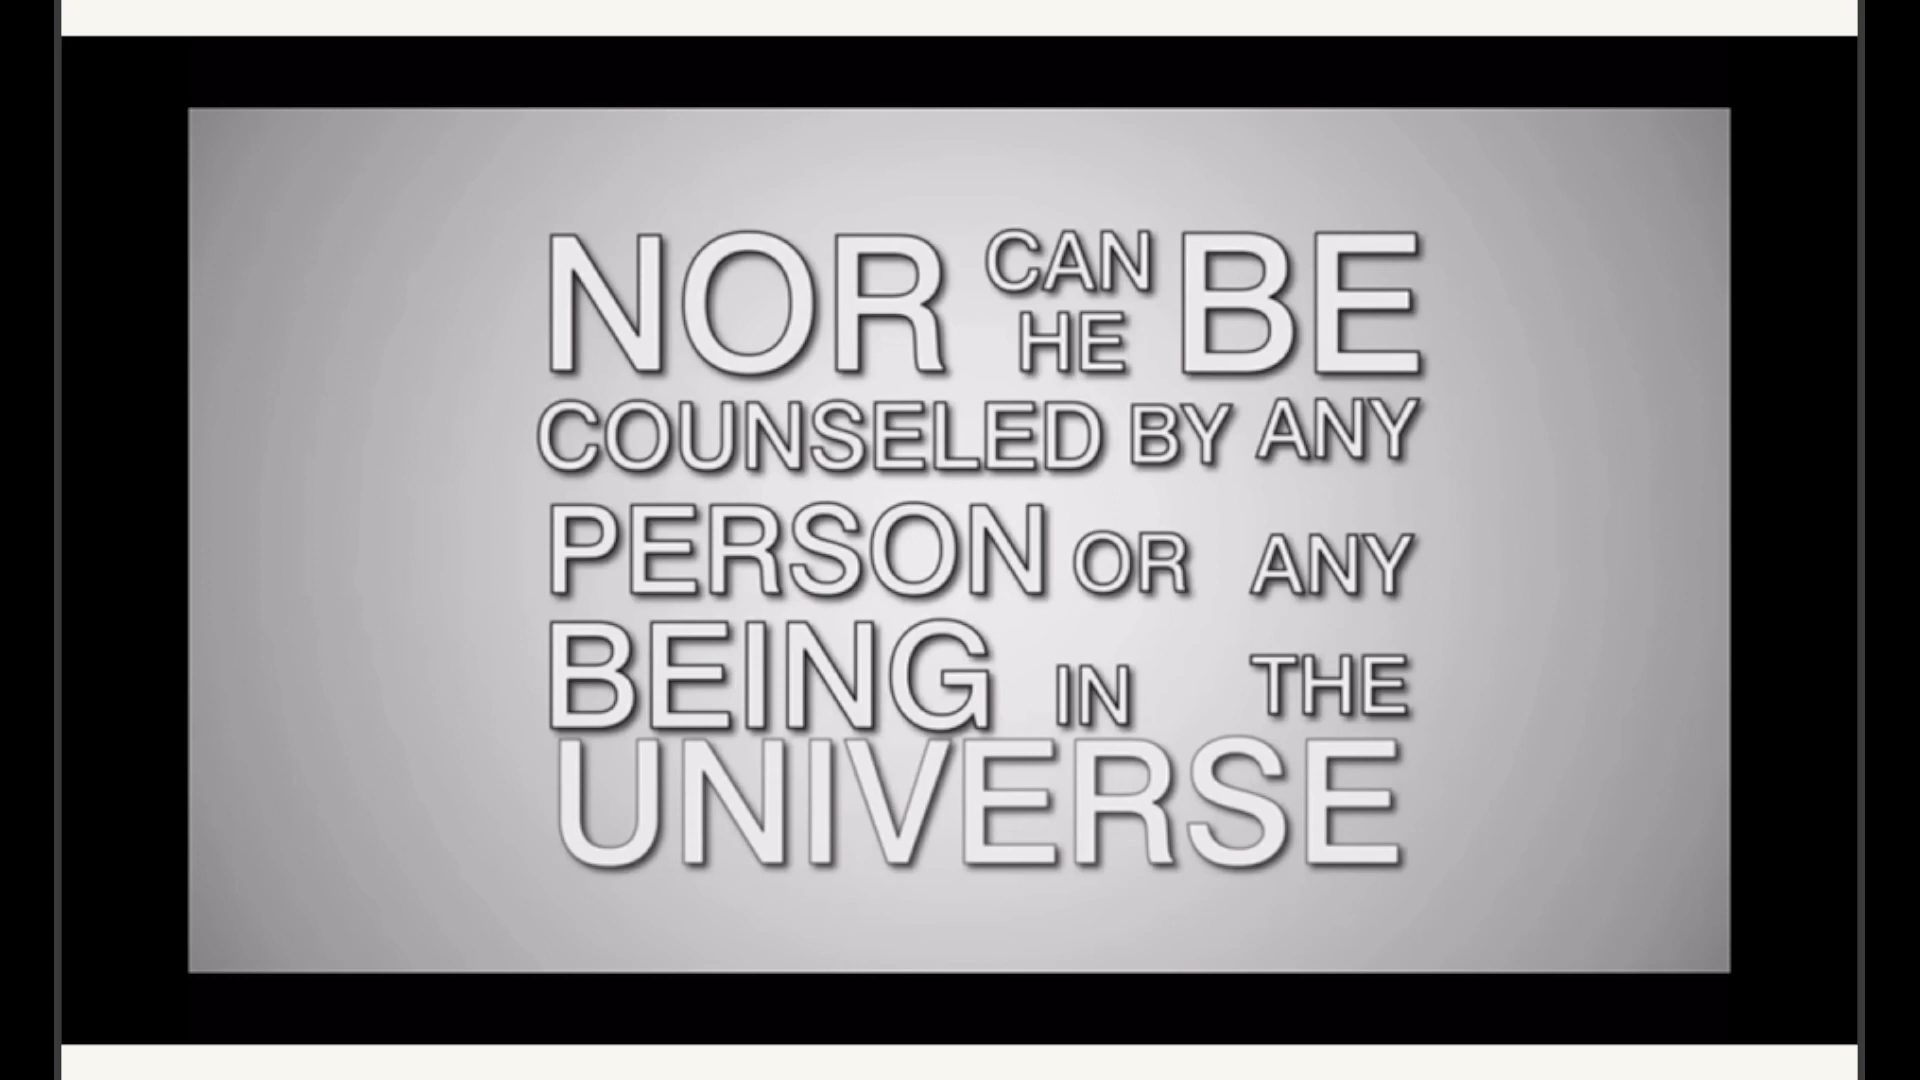 NOR CAN HE BE
COUNSELED BY ANY
PERSON OR ANY
BEING IN THE
UNIVERSE